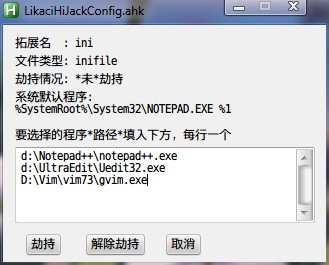 LikaciHiJackConfig.ahk
拓展名 : ini
文件类型: inifile
劫持情况: *未*劫持
系统默认程序:
%SystemRoot%\System32\NOTEPAD.EXE %1
要选择的程序*路径*填入下方，每行一个
d:\Notepad++\notepad++.exe
d:\UltraEdit\Uedit32.exe
D:\Vim\vim73\gvim.exe
劫持 解除劫持 取消